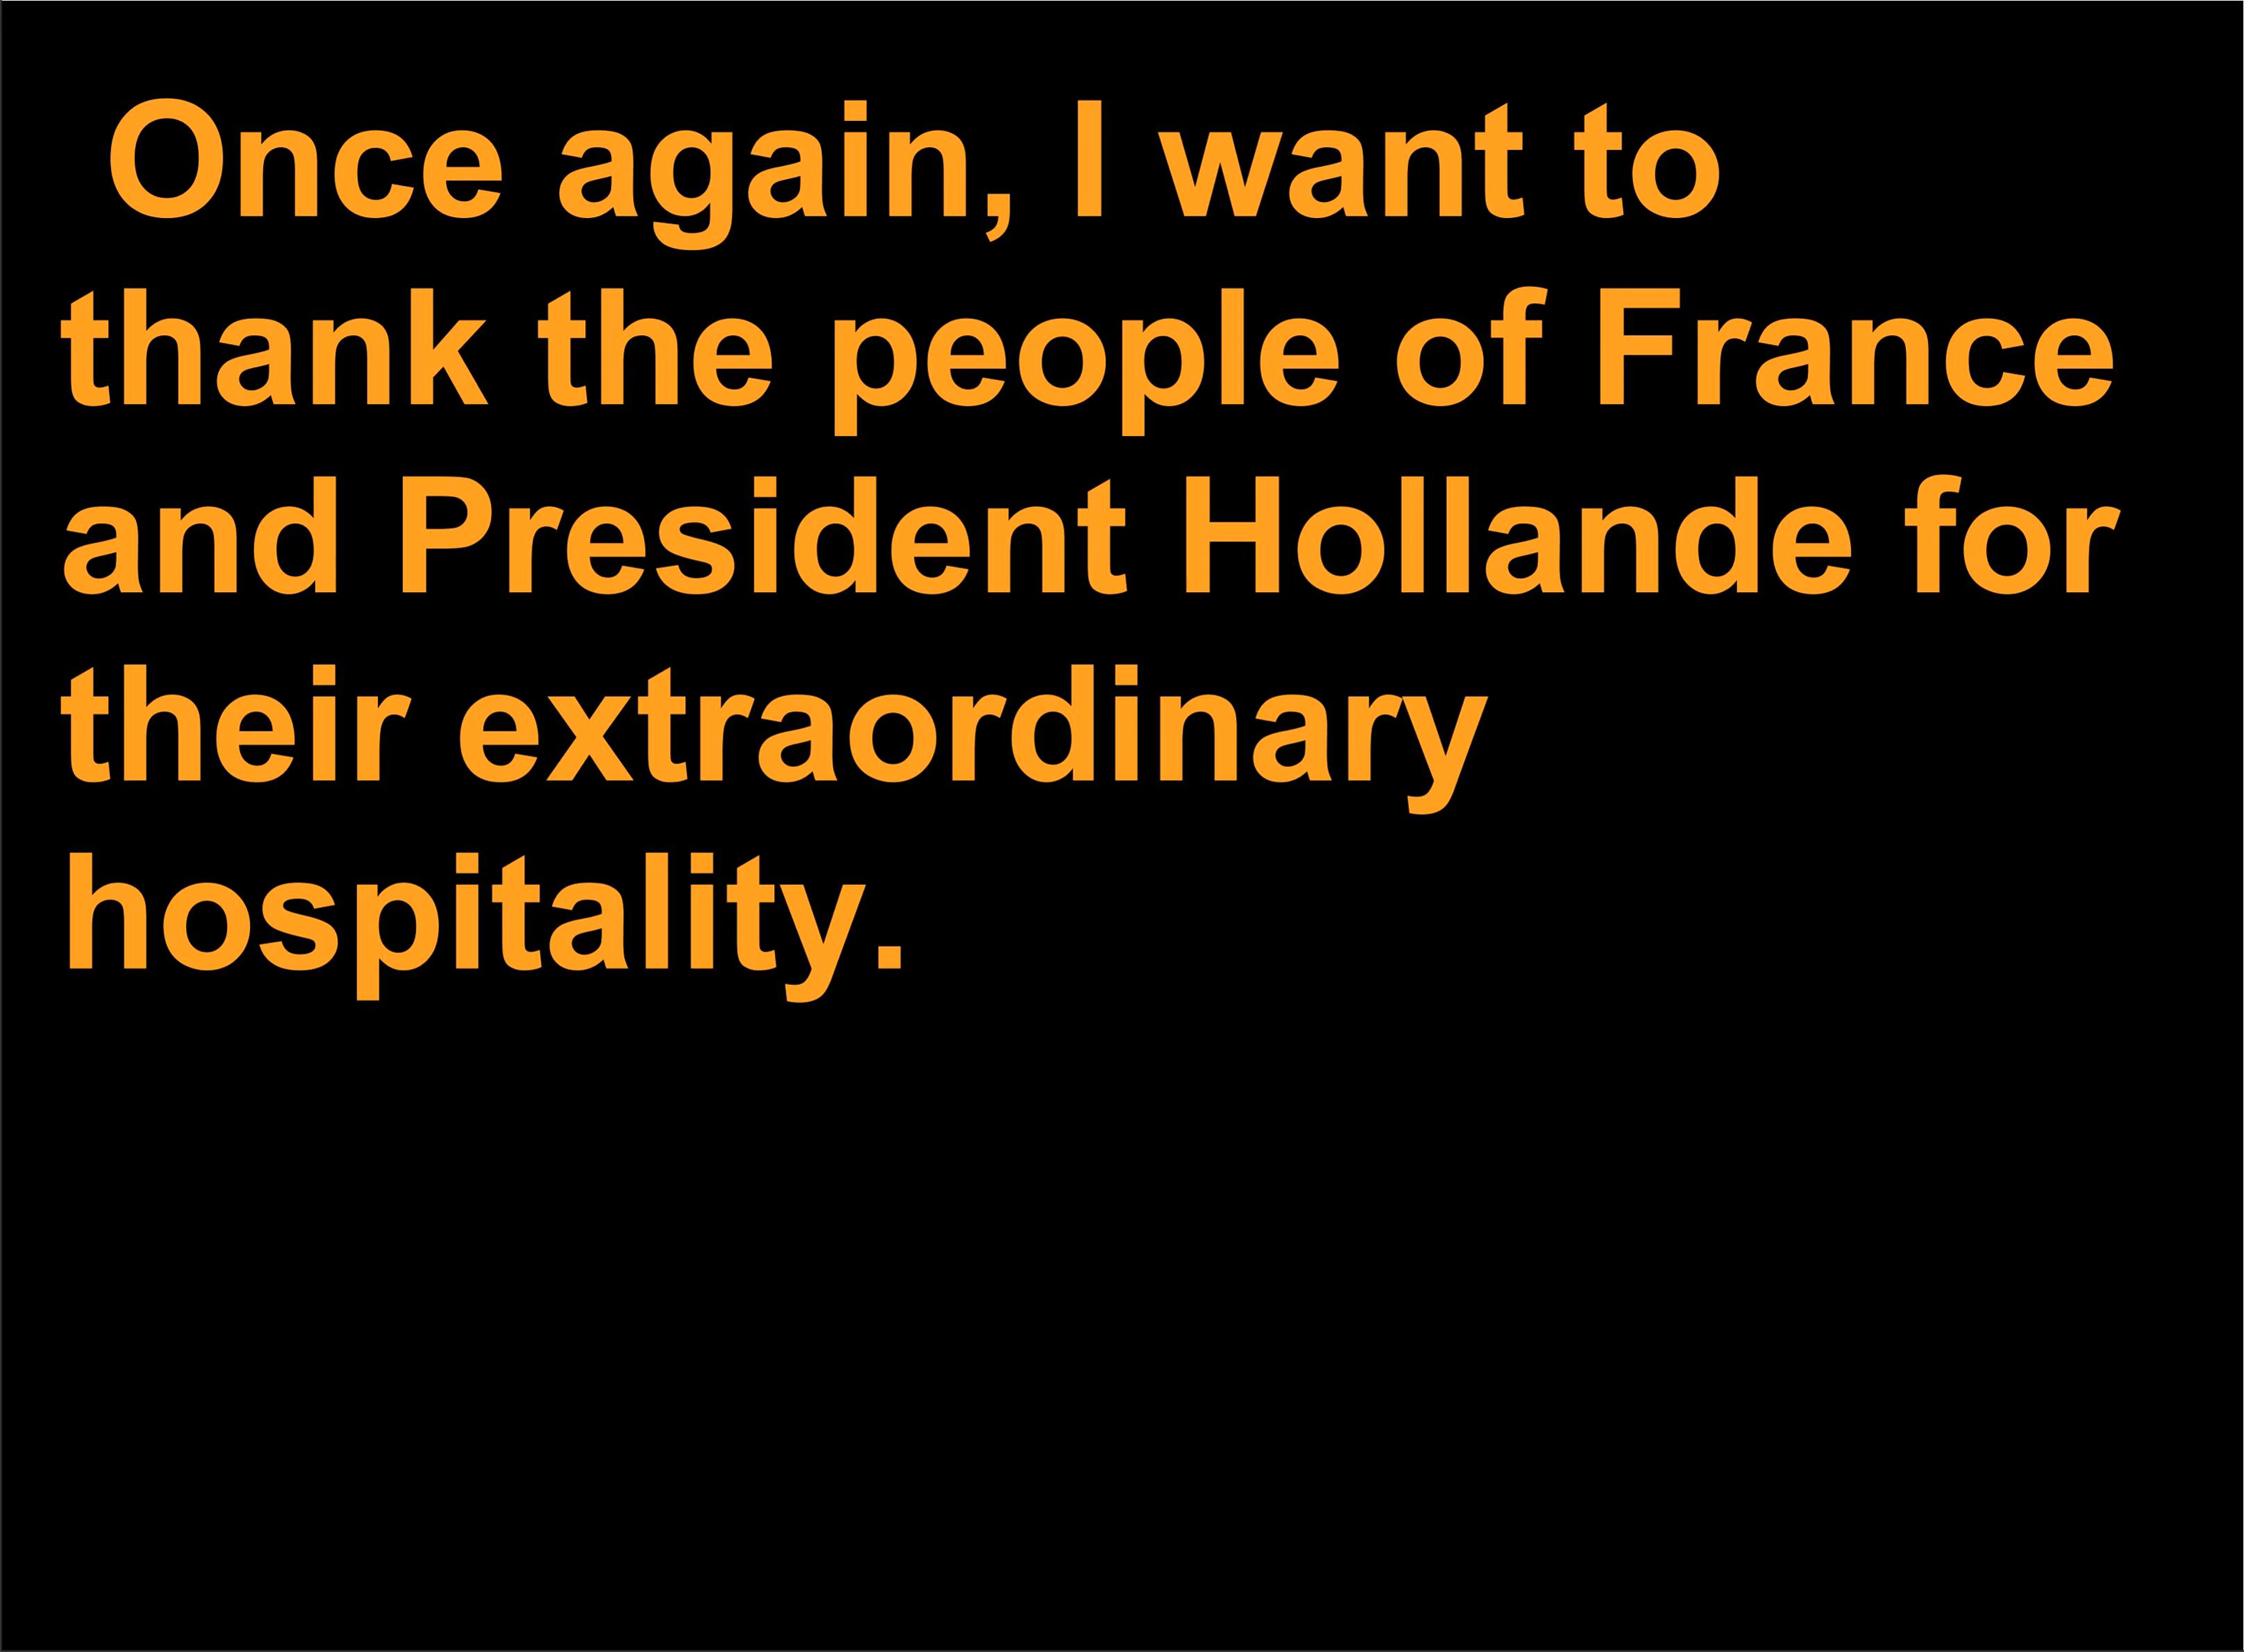 Once again, I want to
thank the people of France
and President Hollande for
their extraordinary
hospitality.